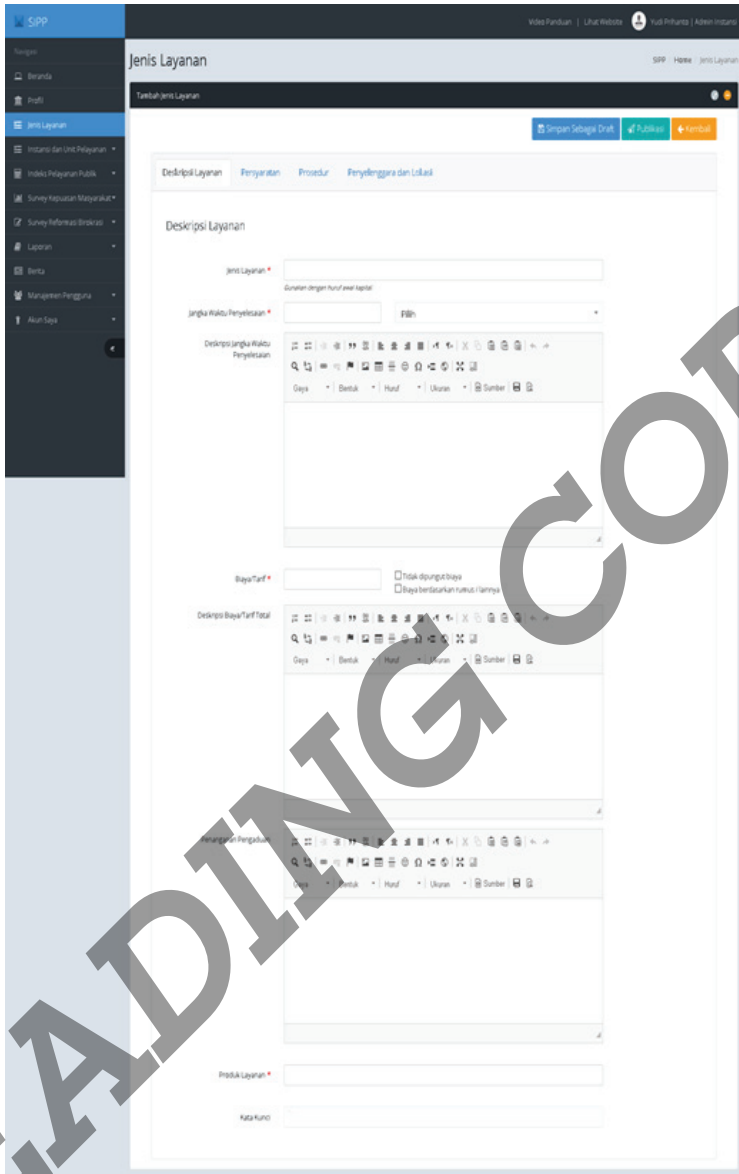 SiPP
Video Panduan | Lihat Website Yudi Prihanto | Admin Instansi
Navigasi
Beranda
Profil
Jenis Layanan
Instansi dan Unit Pelayanan
Indeks Pelayanan Publik
Survey Kepuasan Masyarakat
Survey Reformasi Birokrasi
Laporan
Berita
Manajemen Pengguna
Akun Saya
Jenis Layanan
SIPP Home Jenis Layanan
Tambah Jenis Layanan
Simpan Sebagai Draft Publikasi Kembali
Deskripsi Layanan Persyaratan Prosedur Penyelenggara dan Lokasi
Deskripsi Layanan
Jenis Layanan *
Gunakan dengan huruf awal kapital
Jangka Waktu Penyelesaian * Pilih
Deskripsi Jangka Waktu
Penyelesaian
Gaya Bentuk Huruf Ukuran Sumber
Biaya/Tarif * Tidak dipungut biaya
Biaya berdasarkan rumus / lainnya
Deskripsi Biaya/Tarif Total
Gaya Bentuk Huruf Ukuran Sumber
Penanganan Pengaduan
Gaya Bentuk Huruf Ukuran Sumber
Produk Layanan *
Kata Kunci